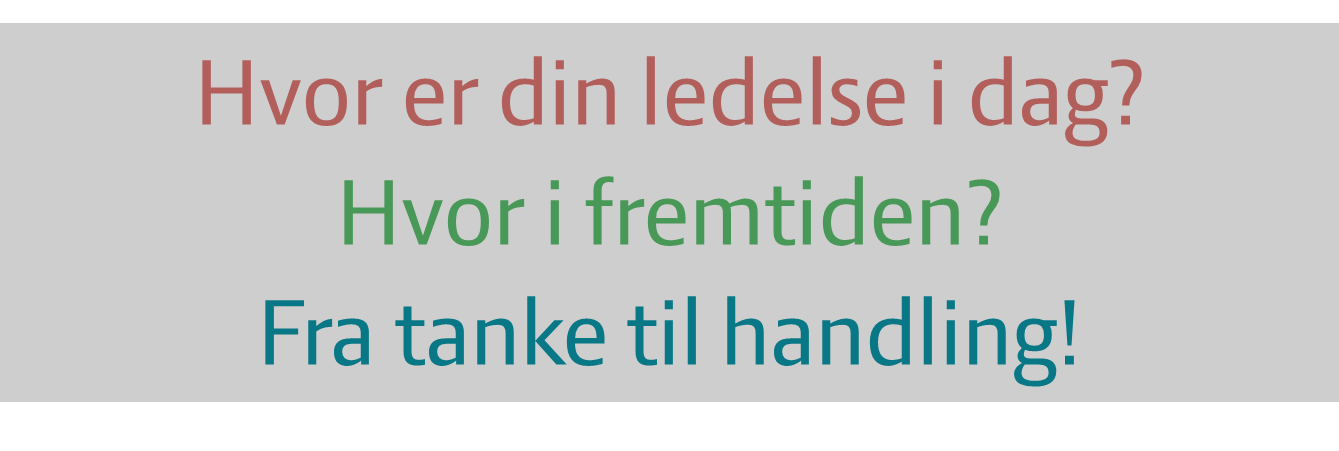 Hvor er din ledelse i dag?
Hvor i fremtiden?
Fra tanke til handling!